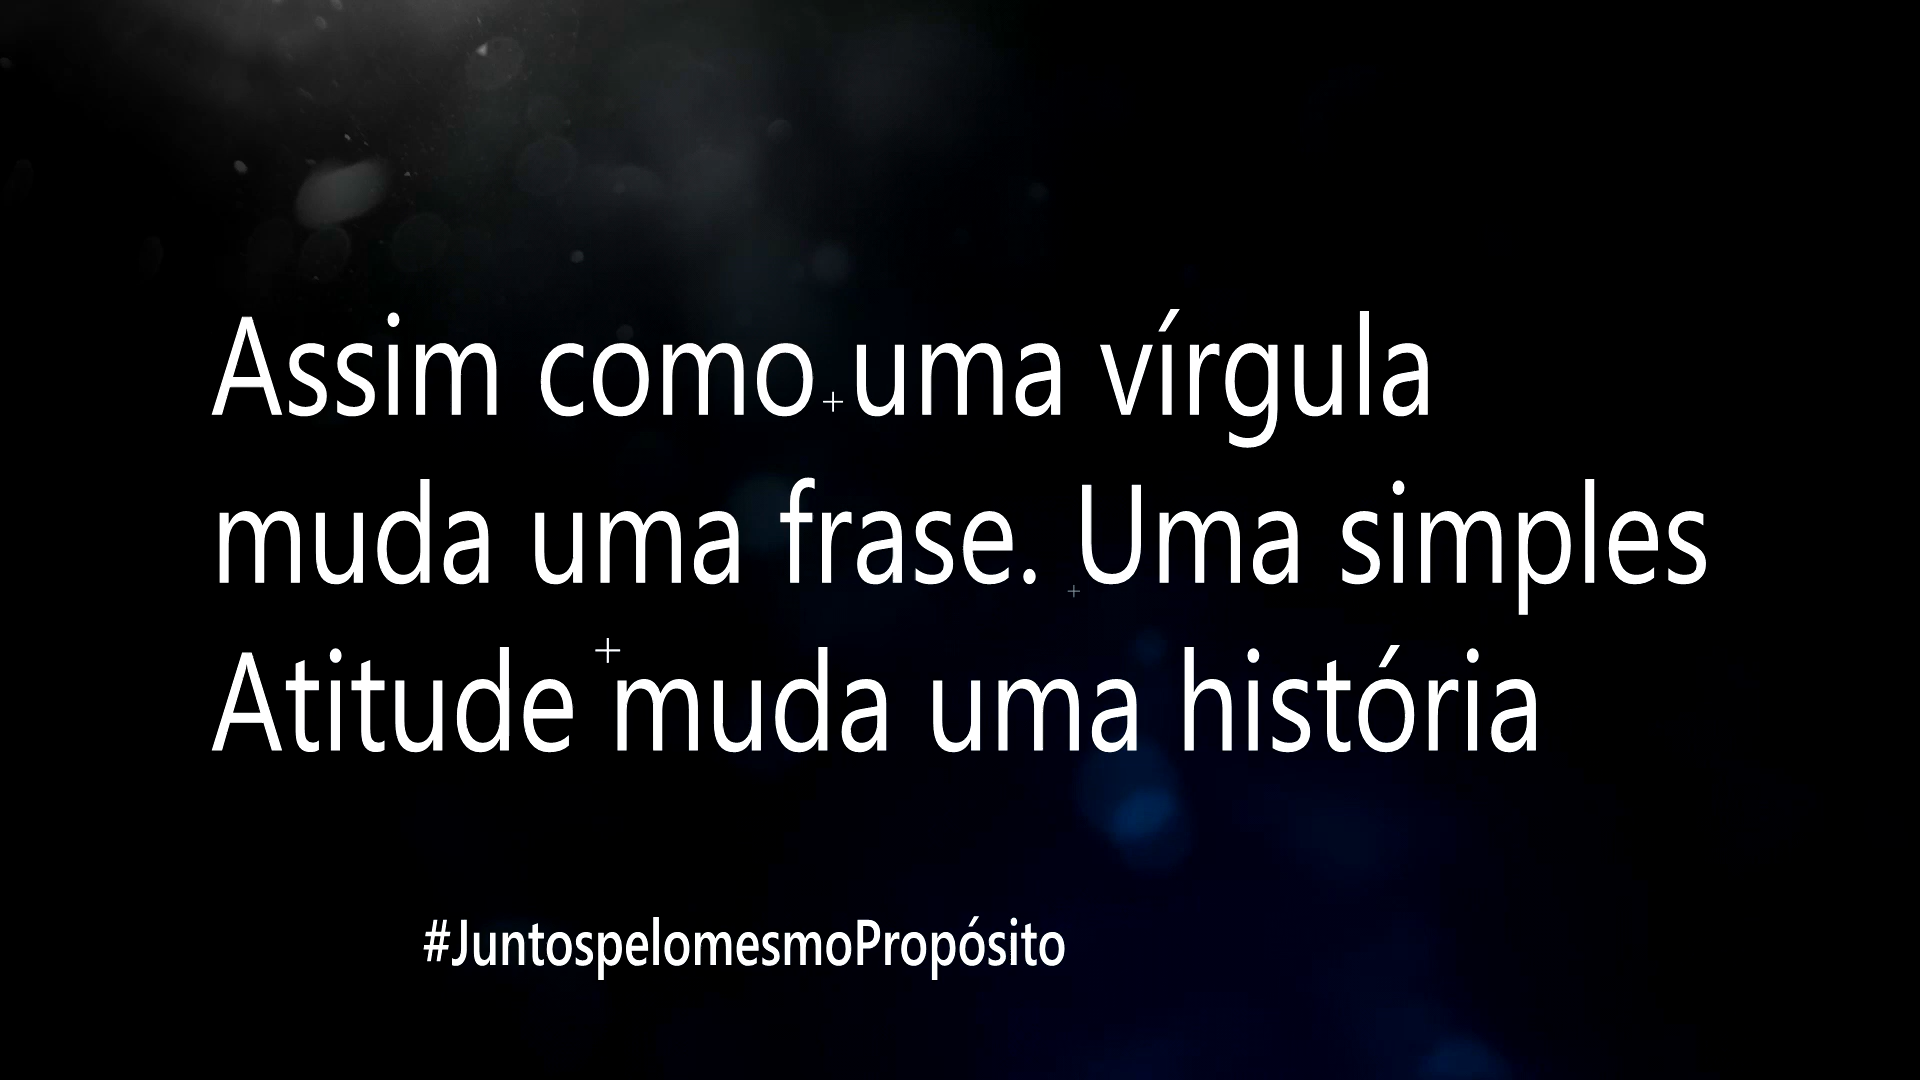 Assim como uma vírgula
muda uma frase. Uma simples
Atitude muda uma história
#JuntospelomesmoPropósito